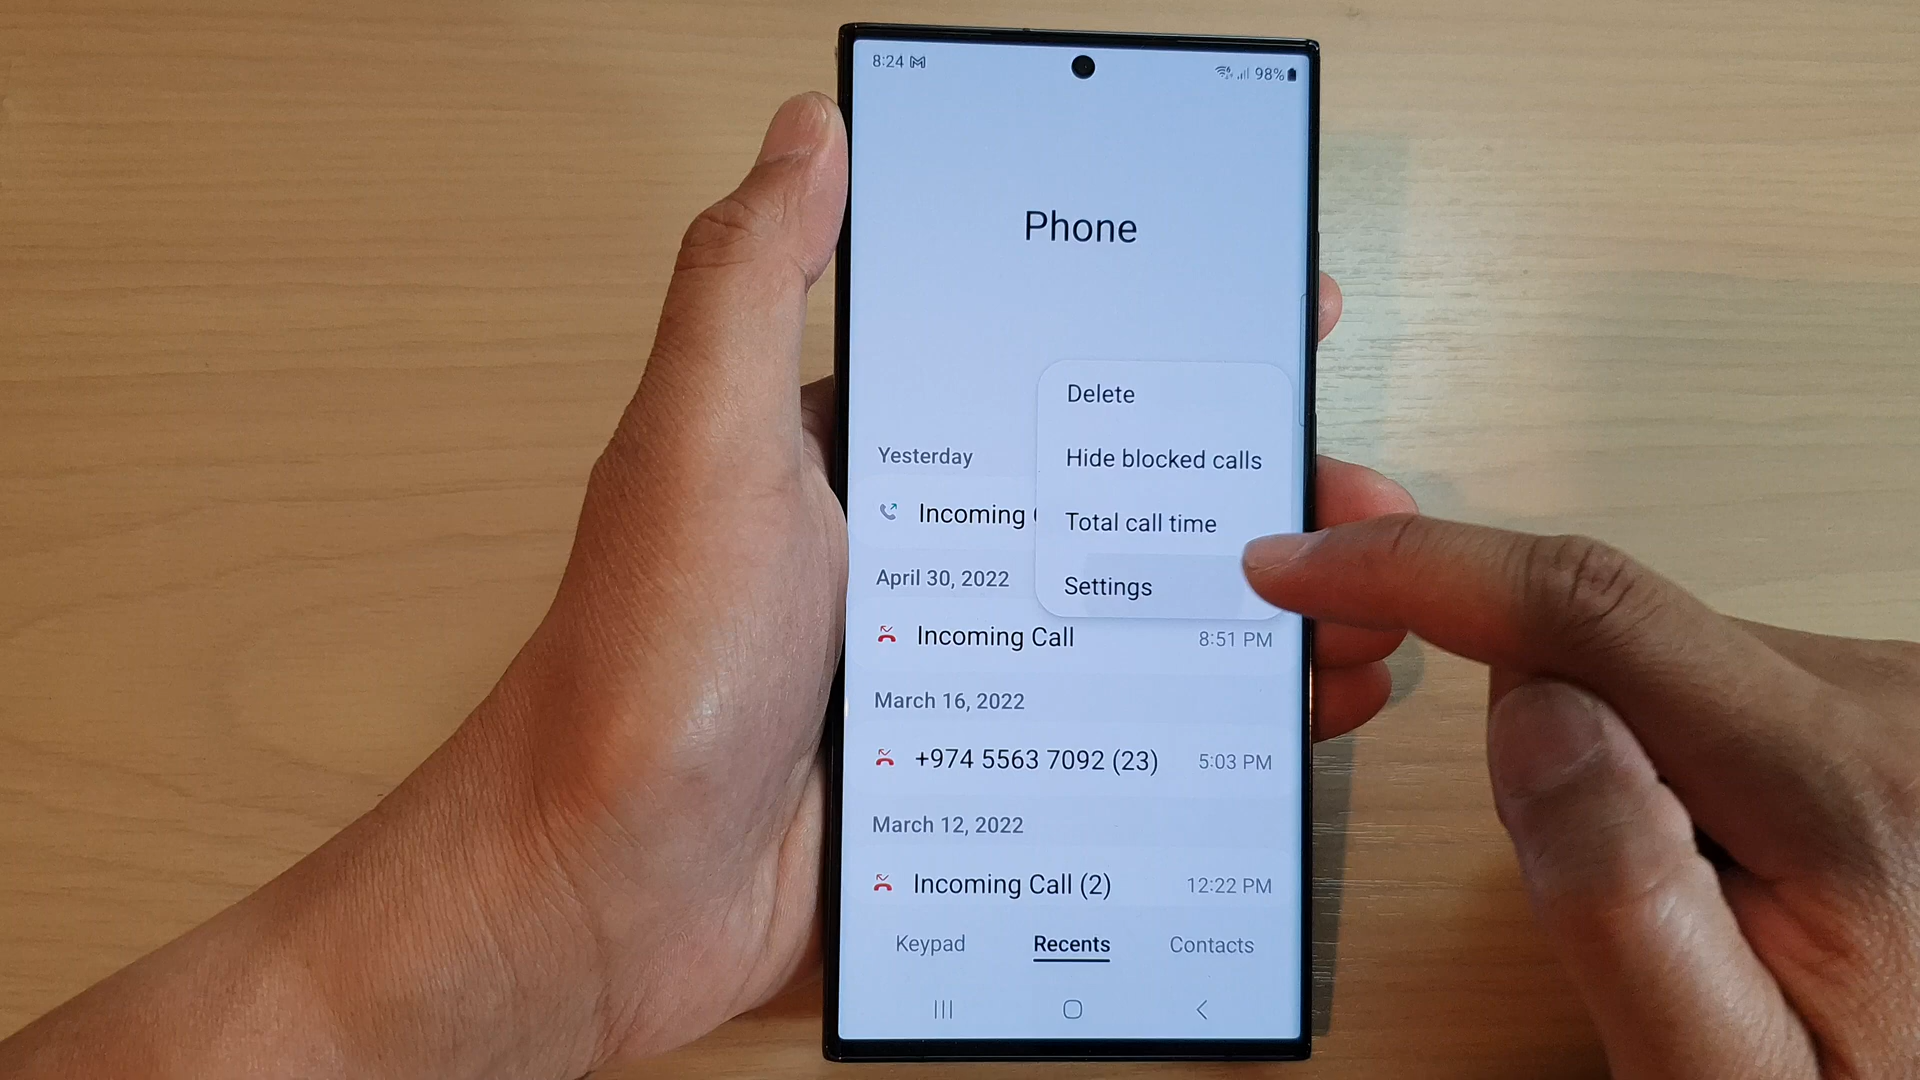 8:24
98%
Phone
Delete
Hide blocked calls
Total call time
Settings
Yesterday
Incoming
April 30, 2022
Incoming Call 8:51 PM
March 16, 2022
+974 5563 7092 (23) 5:03 PM
March 12, 2022
Incoming Call (2) 12:22 PM
Keypad Recents Contacts